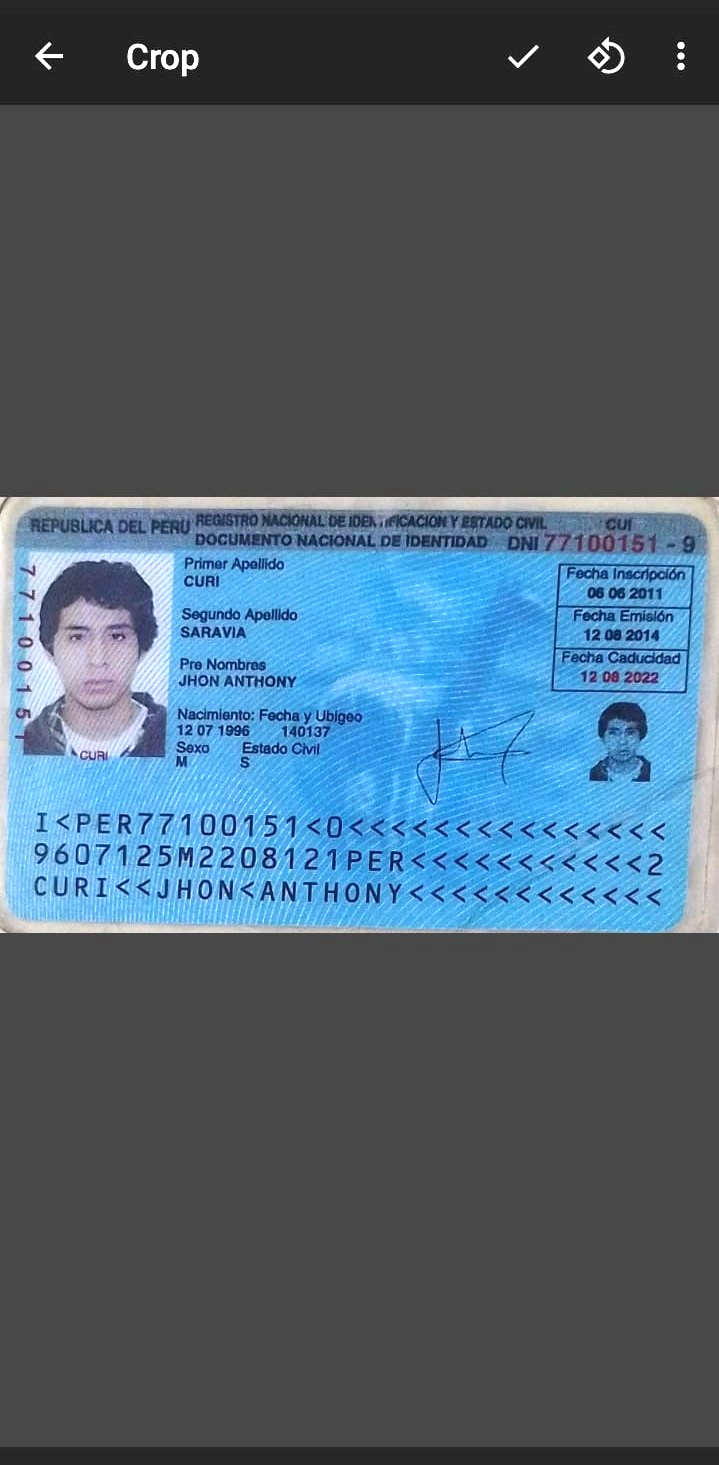 Crop
REPUBLICA DEL PERU
REGISTRO NACIONAL DE IDENTIFICACION Y ESTADO CIVIL
DOCUMENTO NACIONAL DE IDENTIDAD
CUI
DNI 77100151 - 9
77100151
Primer Apellido
CURI
Segundo Apellido
SARAVIA
Pre Nombres
JHON ANTHONY
Nacimiento: Fecha y Ubigeo
12 07 1996 140137
Sexo Estado Civil
M S
Fecha Inscripción
06 06 2011
Fecha Emisión
12 08 2014
Fecha Caducidad
12 08 2022
CURI
I<PER77100151<0<<<<<<<<<<<<<<<
9607125M2208121PER<<<<<<<<<<<2
CURI<<JHON<ANTHONY<<<<<<<<<<<<